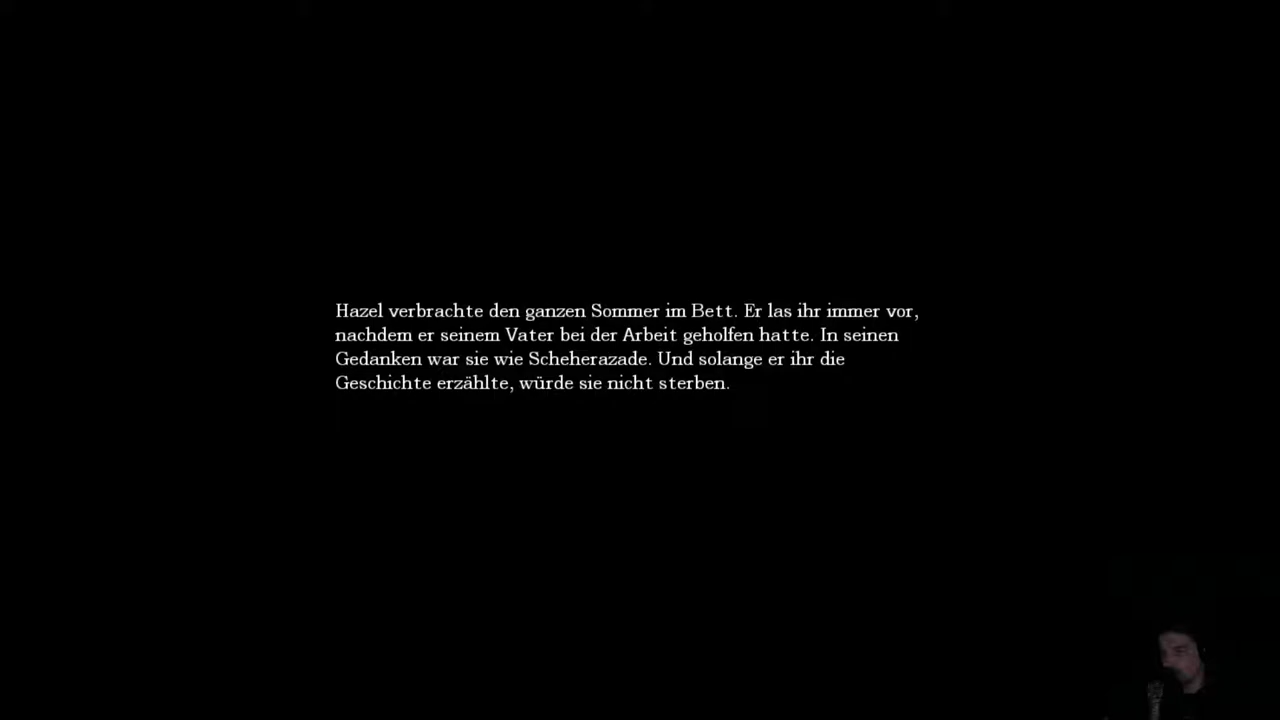 Hazel verbrachte den ganzen Sommer im Bett. Er las ihr immer vor,
nachdem er seinem Vater bei der Arbeit geholfen hatte. In seinen
Gedanken war sie wie Scheherazade. Und solange er ihr die
Geschichte erzählte, würde sie nicht sterben.